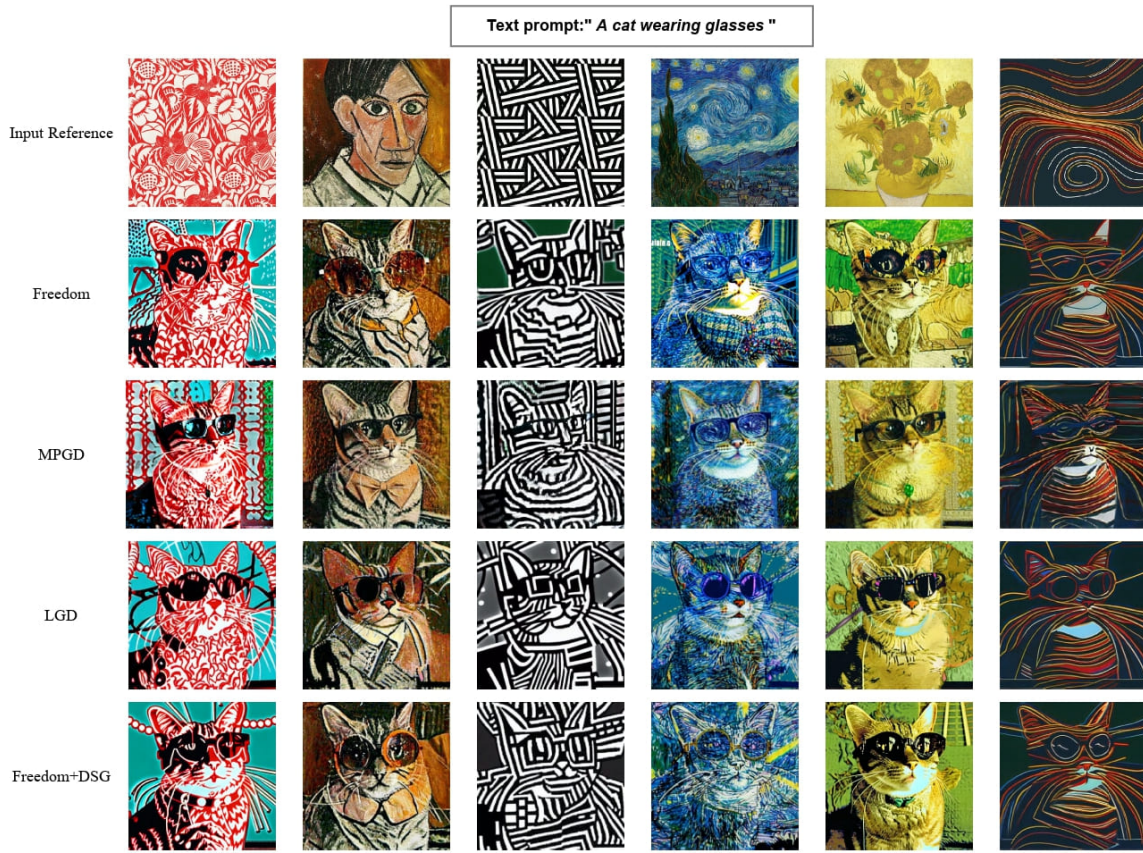 Text prompt:" A cat wearing glasses "
Input Reference
Freedom
MPGD
LGD
Freedom+DSG